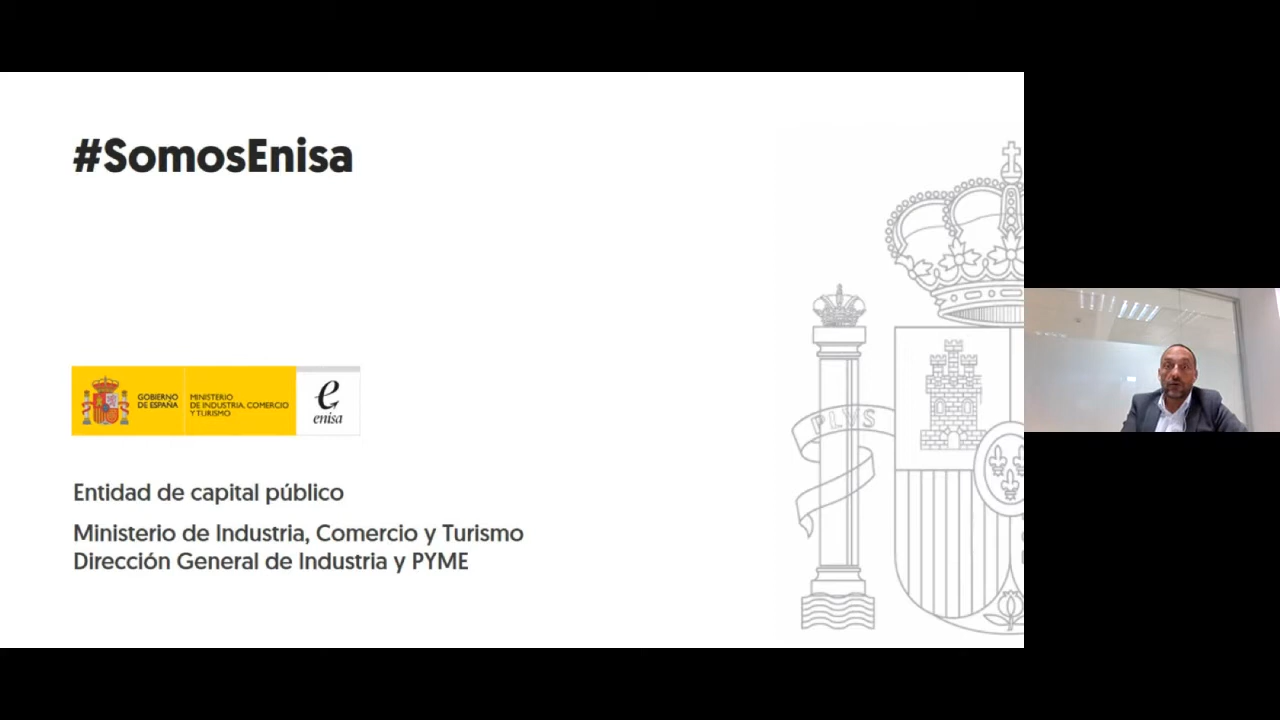 #SomosEnisa
GOBIERNO
DE ESPAÑA
MINISTERIO
DE INDUSTRIA, COMERCIO
Y TURISMO
e
enisa
PLVS
Entidad de capital público
Ministerio de Industria, Comercio y Turismo
Dirección General de Industria y PYME